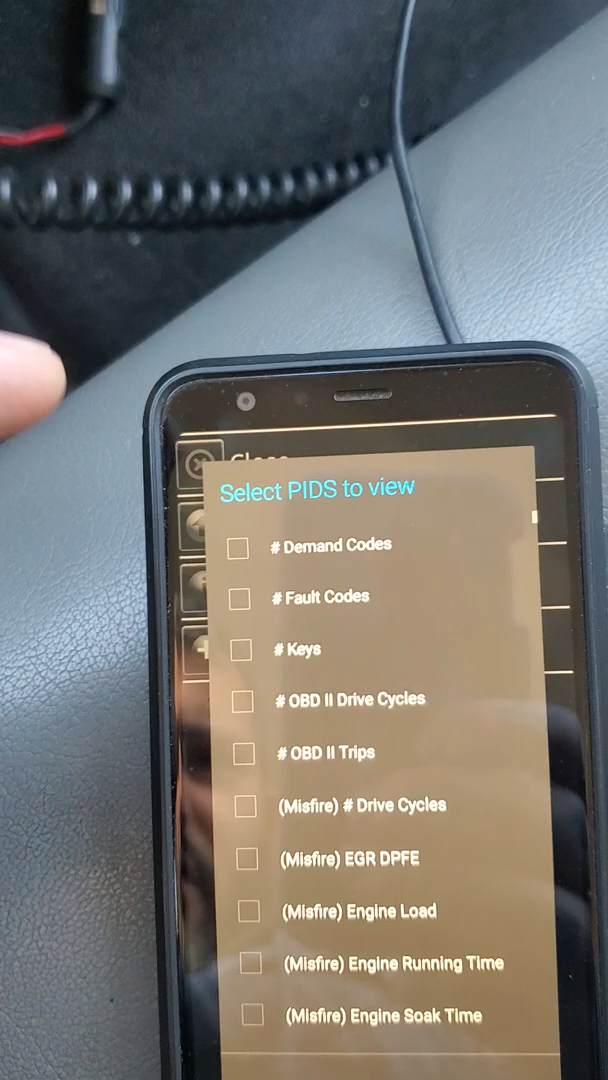 Select PIDS to view
# Demand Codes
# Fault Codes
# Keys
# OBD II Drive Cycles
# OBD II Trips
(Misfire) # Drive Cycles
(Misfire) EGR DPFE
(Misfire) Engine Load
(Misfire) Engine Running Time
(Misfire) Engine Soak Time